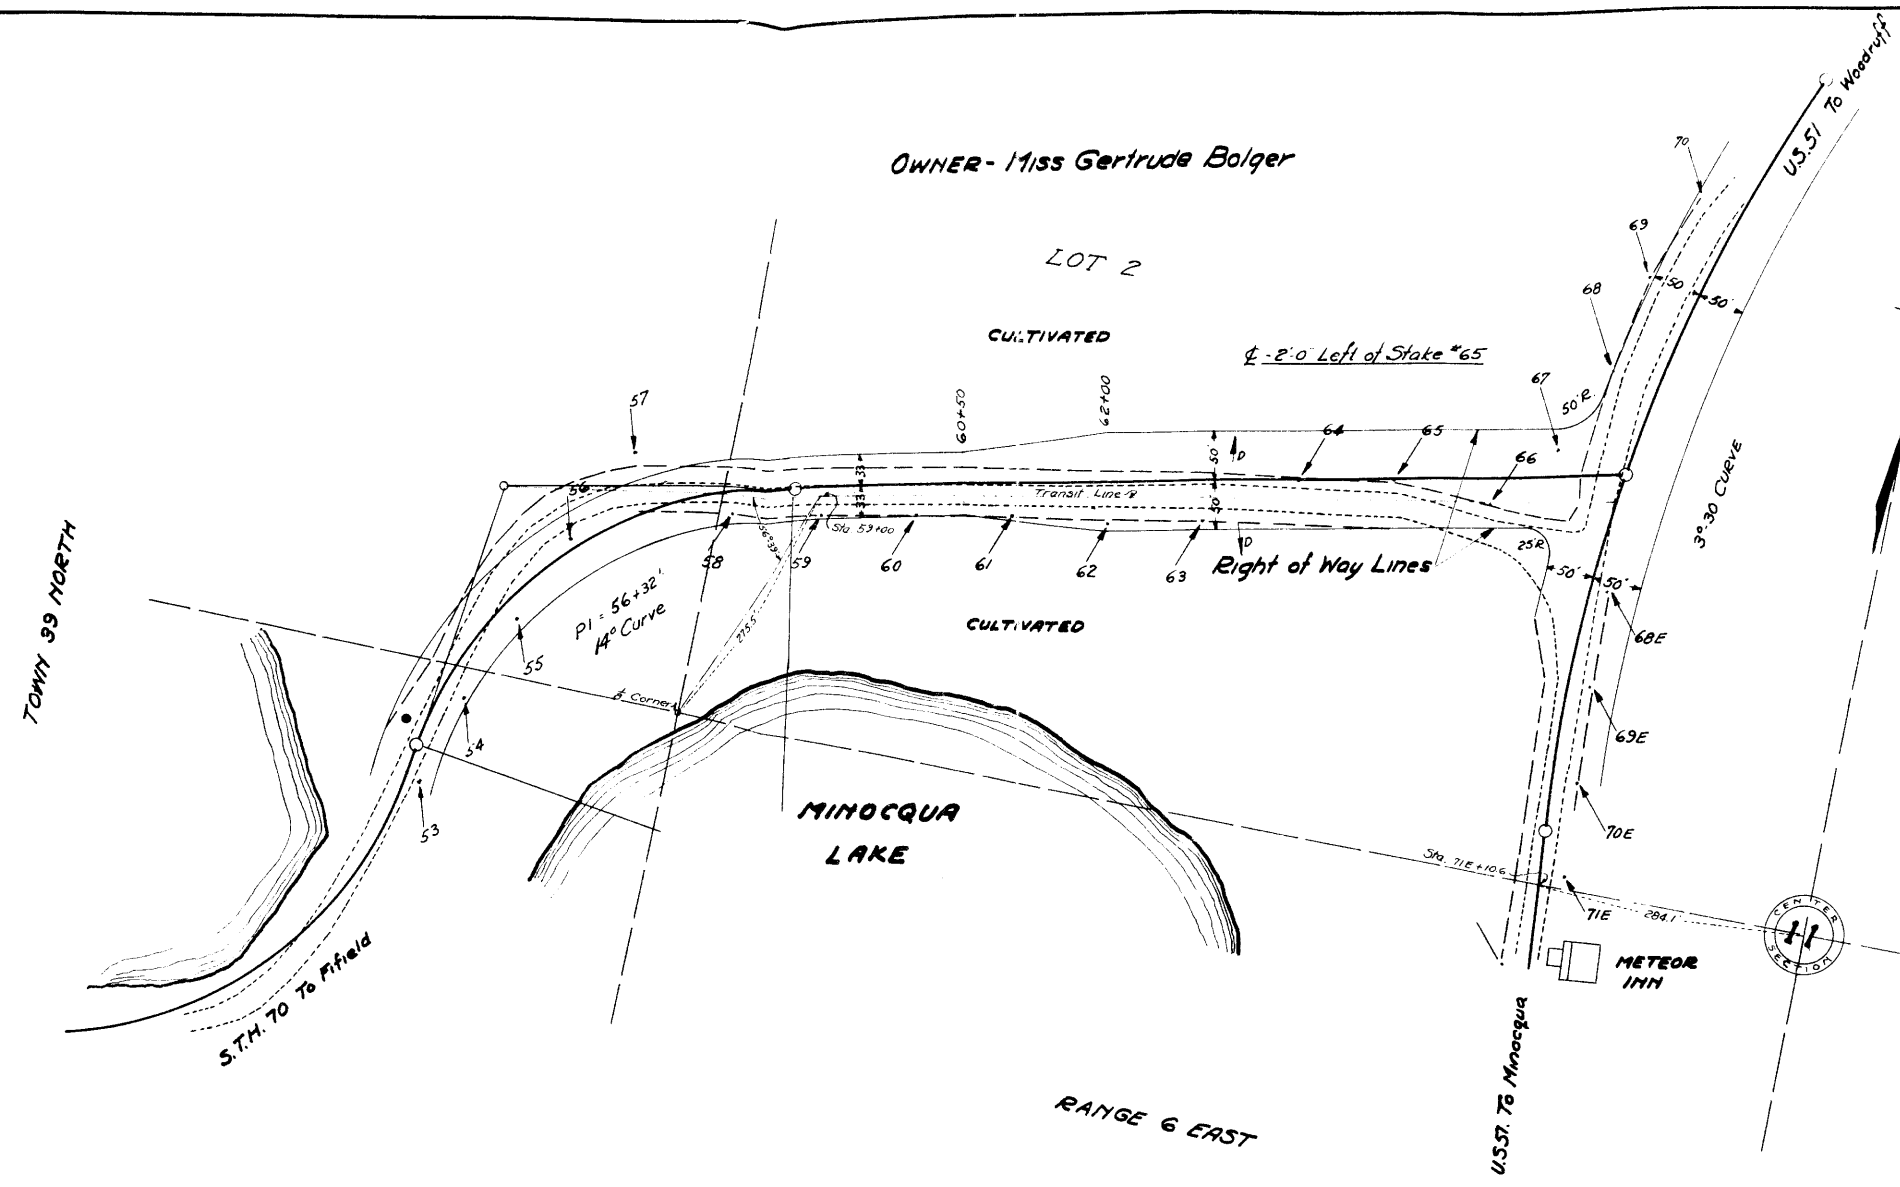 To Woodruff
U.S.51
OWNER- Miss Gertrude Bolger
70
69
LOT 2
50'
50'
68
CULTIVATED
₵ -2'-0" Left of Stake #65
67
50'R.
57
60+50
62+00
64
65
66
3°-30 CURVE
56
33
33
50'
50'
D
D
Transit Line
Sta. 59+00
56°39'
58
59
60
61
62
63
Right of Way Lines
25'R
50'
50'
TOWN 39 NORTH
PI = 56+32'
14° Curve
275.5
CULTIVATED
68E
55
¼ Corner
54
69E
53
MINOCQUA
LAKE
70E
Sta. 71E+10.6
71E
284.1'
CENTER
11
SECTION
METEOR
INN
S.T.H. 70 To Fifield
U.S.51. To Minocqua
RANGE 6 EAST